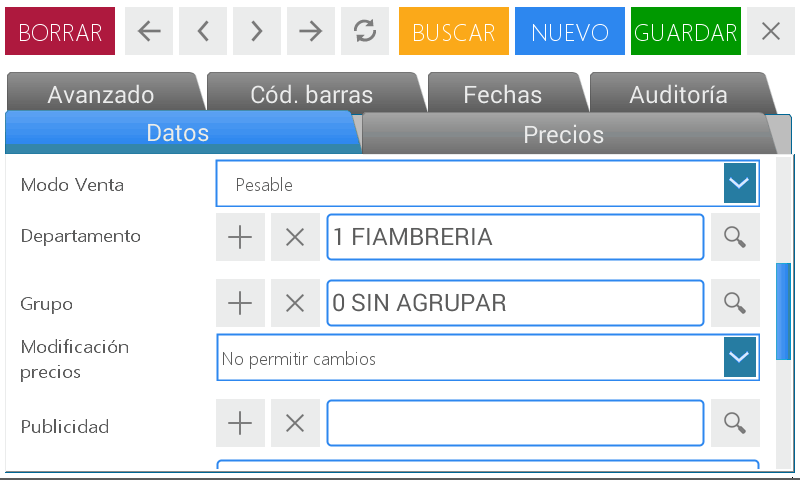 BORRAR BUSCAR NUEVO GUARDAR
Avanzado Cód. barras Fechas Auditoría
Datos Precios
Modo Venta Pesable
Departamento 1 FIAMBRERIA
Grupo 0 SIN AGRUPAR
Modificación
precios No permitir cambios
Publicidad